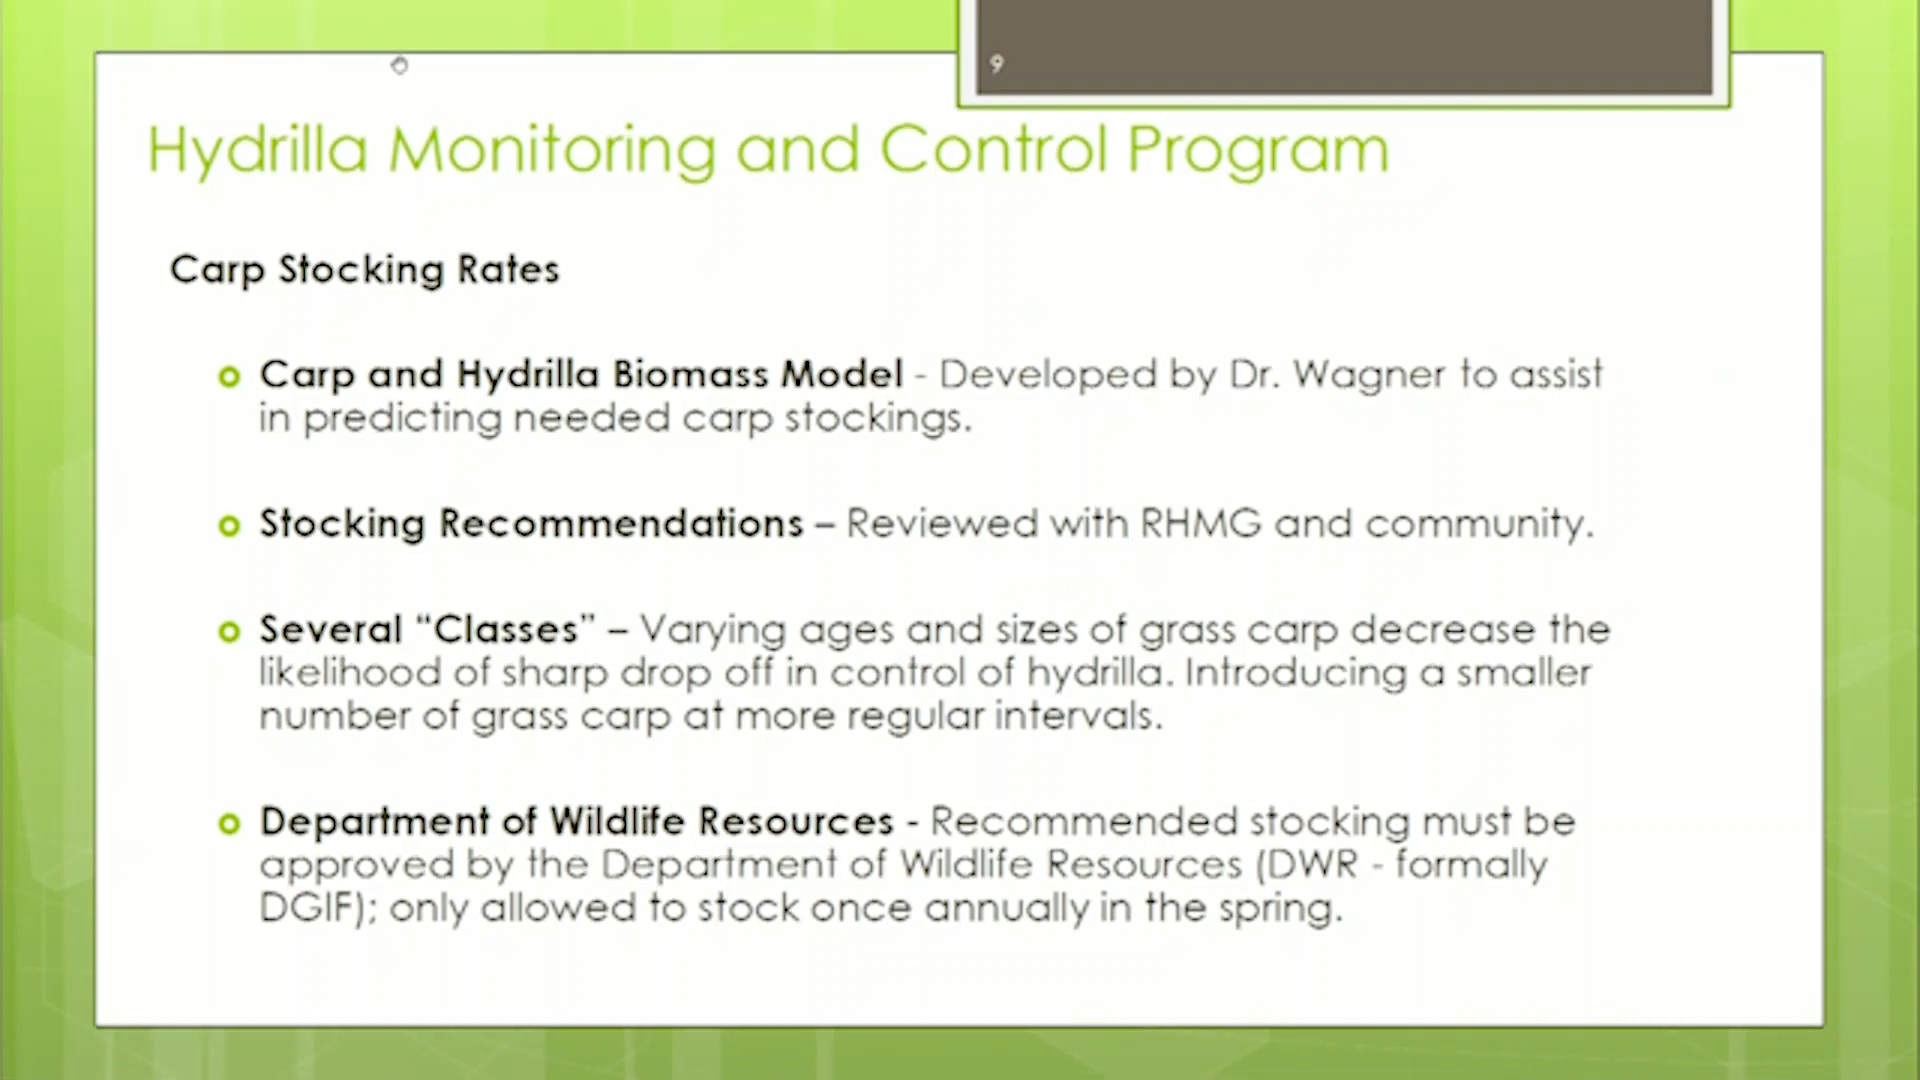 9
Hydrilla Monitoring and Control Program
Carp Stocking Rates
Carp and Hydrilla Biomass Model - Developed by Dr. Wagner to assist
in predicting needed carp stockings.
Stocking Recommendations – Reviewed with RHMG and community.
Several “Classes” – Varying ages and sizes of grass carp decrease the
likelihood of sharp drop off in control of hydrilla. Introducing a smaller
number of grass carp at more regular intervals.
Department of Wildlife Resources - Recommended stocking must be
approved by the Department of Wildlife Resources (DWR - formally
DGIF); only allowed to stock once annually in the spring.